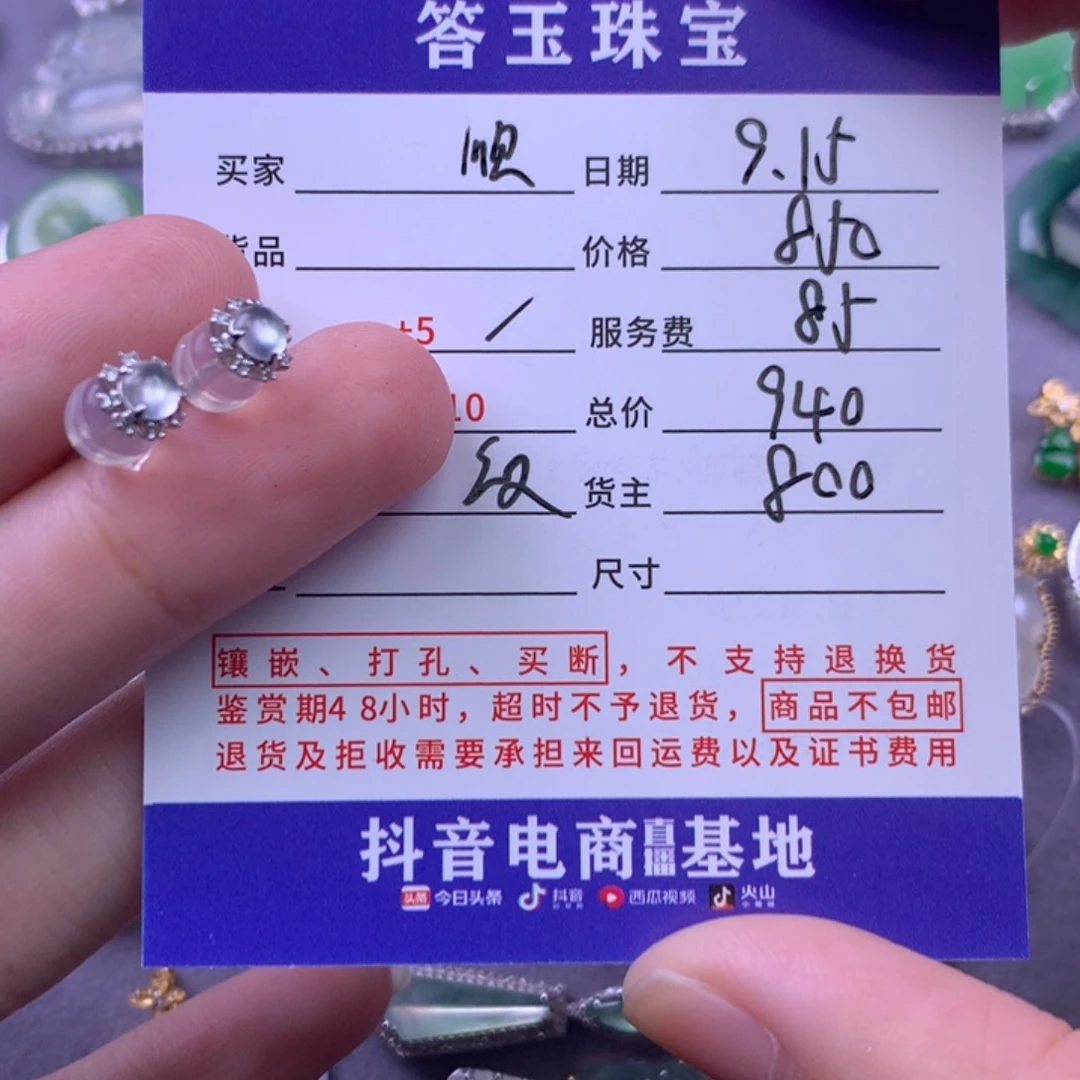 答玉珠宝
买家 顺 日期 9.15
货品 价格 850
+5 / 服务费 85
10 总价 940
货主 800
尺寸
镶嵌、打孔、买断，不支持退换货
鉴赏期48小时，超时不予退货，商品不包邮
退货及拒收需要承担来回运费以及证书费用
抖音电商直播基地
头条 今日头条 抖音 西瓜视频 火山